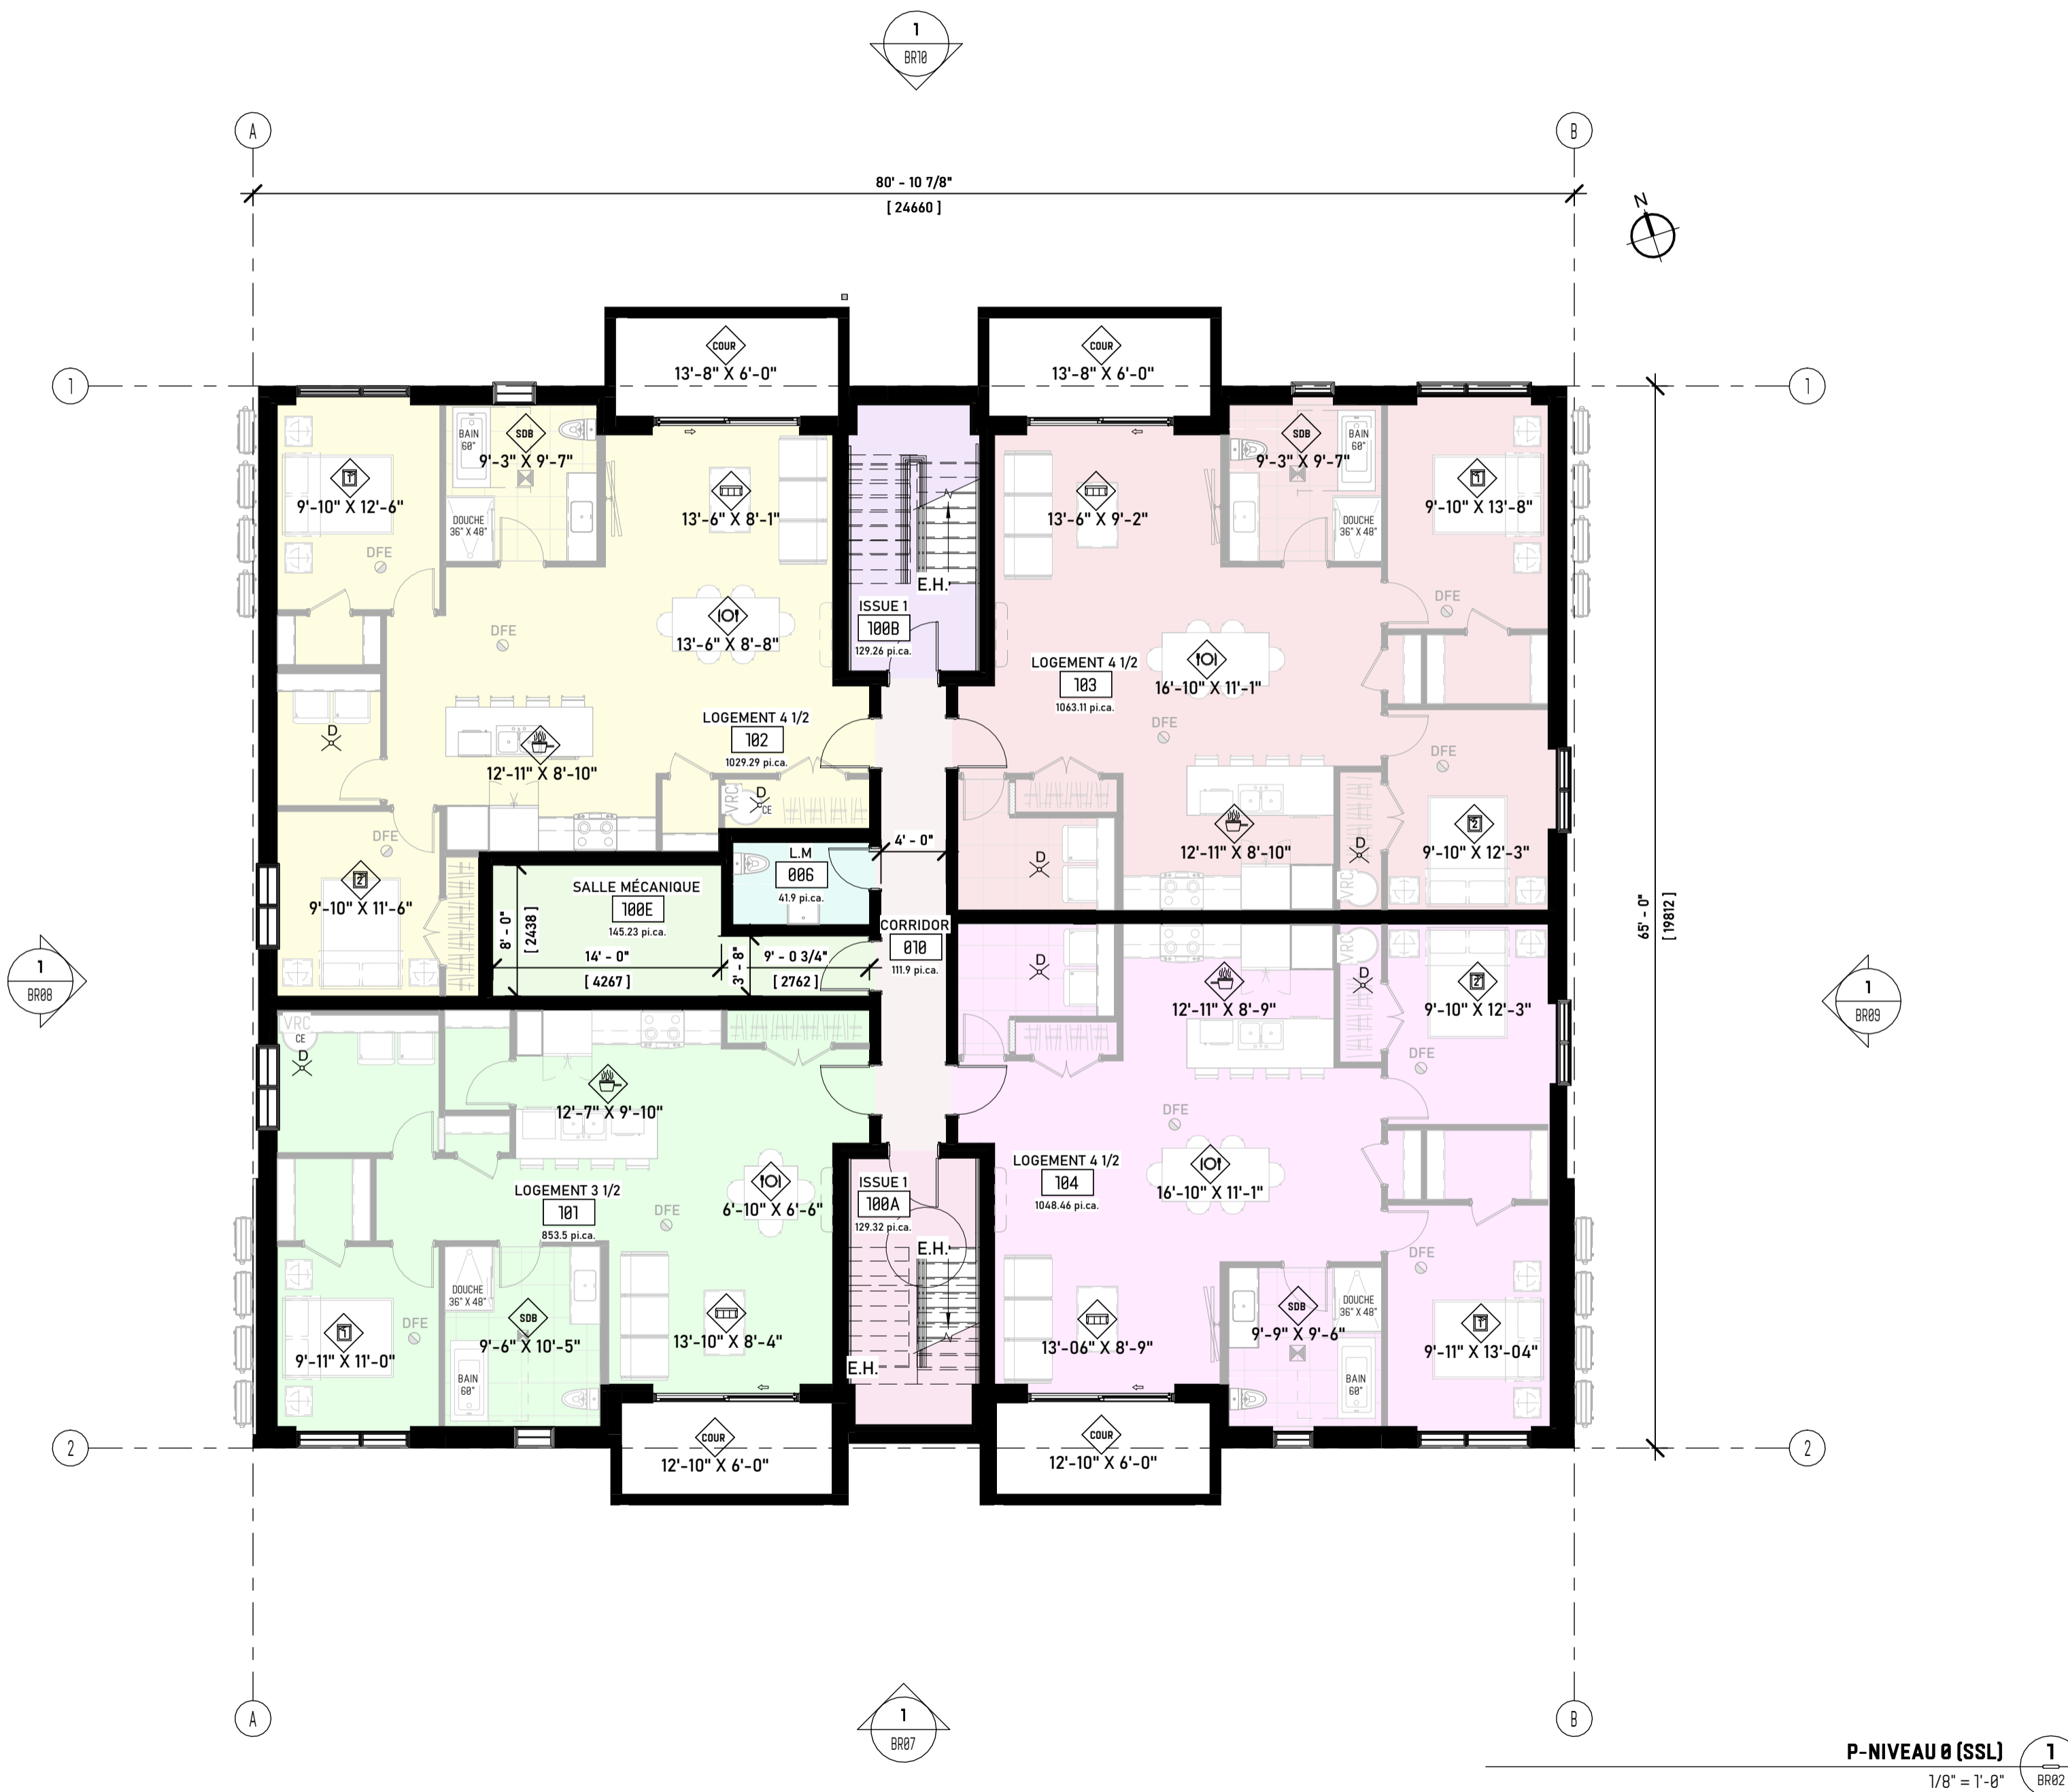 1
BR10
A
B
80' - 10 7/8"
[ 24660 ]
N
COUR
13'-8" X 6'-0"
COUR
13'-8" X 6'-0"
1
1
BAIN
60"
SDB
9'-3" X 9'-7"
SDB
9'-3" X 9'-7"
BAIN
60"
1
9'-10" X 12'-6"
13'-6" X 8'-1"
13'-6" X 9'-2"
1
9'-10" X 13'-8"
DOUCHE
36" X 48"
DOUCHE
36" X 48"
DFE
E.H.
DFE
ISSUE 1
100B
129.26 pi.ca.
DFE
13'-6" X 8'-8"
LOGEMENT 4 1/2
103
1063.11 pi.ca.
16'-10" X 11'-1"
LOGEMENT 4 1/2
102
1029.29 pi.ca.
D
DFE
DFE
12'-11" X 8'-10"
VRC
D
CE
DFE
4' - 0"
12'-11" X 8'-10"
D
2
9'-10" X 12'-3"
L.M
006
41.9 pi.ca.
D
VRC
2
9'-10" X 11'-6"
SALLE MÉCANIQUE
100E
145.23 pi.ca.
8' - 0"
[ 2438 ]
14' - 0"
[ 4267 ]
3' - 8"
9' - 0 3/4"
[ 2762 ]
CORRIDOR
010
111.9 pi.ca.
65' - 0"
[ 19812 ]
1
BR08
1
BR09
D
VRC
D
12'-11" X 8'-9"
2
9'-10" X 12'-3"
VRC
CE
D
DFE
12'-7" X 9'-10"
DFE
LOGEMENT 3 1/2
101
853.5 pi.ca.
DFE
6'-10" X 6'-6"
ISSUE 1
100A
129.32 pi.ca.
LOGEMENT 4 1/2
104
1048.46 pi.ca.
16'-10" X 11'-1"
E.H.
DFE
DOUCHE
36" X 48"
DOUCHE
36" X 48"
1
9'-11" X 11'-0"
DFE
SDB
9'-6" X 10'-5"
13'-10" X 8'-4"
E.H.
13'-06" X 8'-9"
SDB
9'-9" X 9'-6"
1
9'-11" X 13'-04"
BAIN
60"
BAIN
60"
2
COUR
12'-10" X 6'-0"
COUR
12'-10" X 6'-0"
2
A
1
BR07
B
P-NIVEAU 0 (SSL)
1/8" = 1'-0"
1
BR02